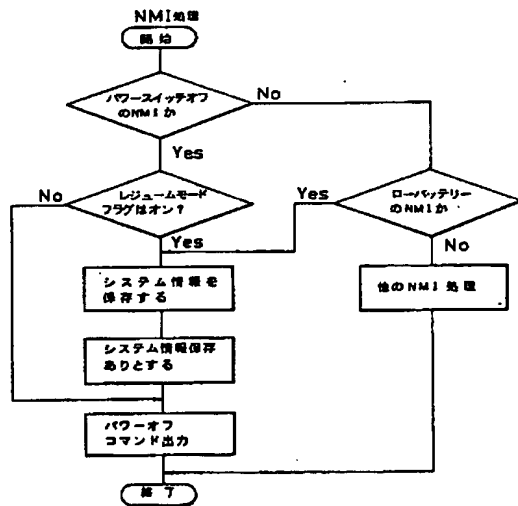 NMI処理
開始
パワースイッチオフ
のNMIか
No
Yes
No
レジュームモード
フラグはオン?
Yes
Yes
ローバッテリー
のNMIか
No
システム情報を
保存する
他のNMI処理
システム情報保存
ありとする
パワーオフ
コマンド出力
終了